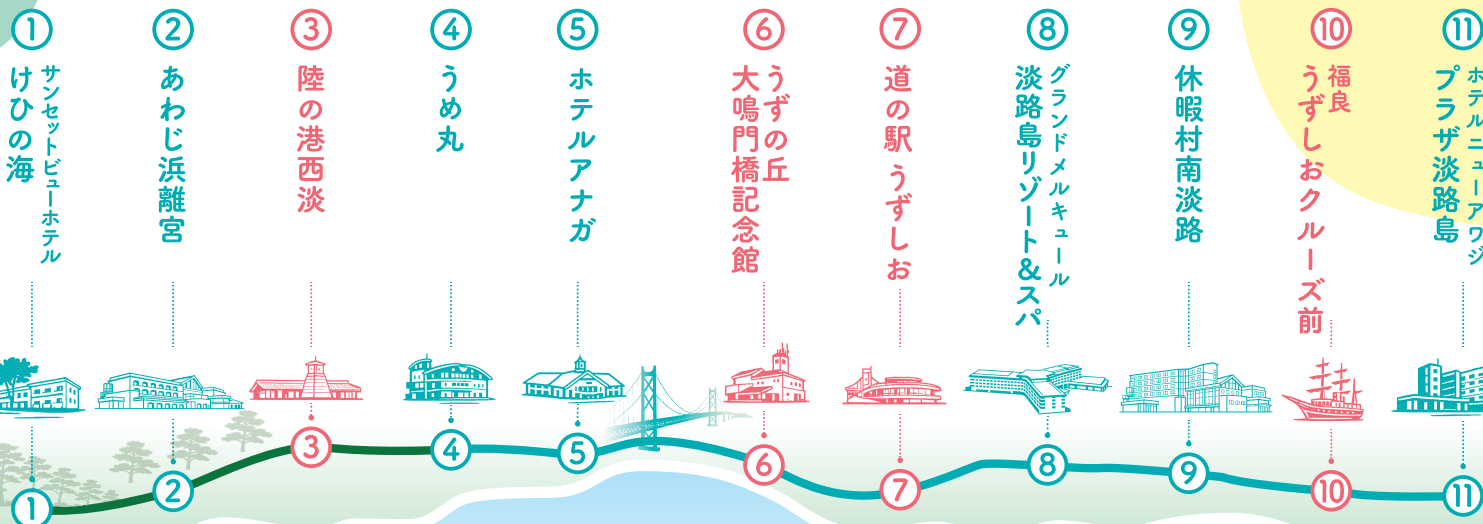 ①
サンセットビューホテル
けひの海
②
あわじ浜離宮
③
陸の港西淡
④
うめ丸
⑤
ホテルアナガ
⑥
うずの丘
大鳴門橋記念館
⑦
道の駅 うずしお
⑧
グランドメルキュール
淡路島リゾート&スパ
⑨
休暇村南淡路
⑩
福良
うずしおクルーズ前
⑪
ホテルニューアワジ
プラザ淡路島
①
②
③
④
⑤
⑥
⑦
⑧
⑨
⑩
⑪